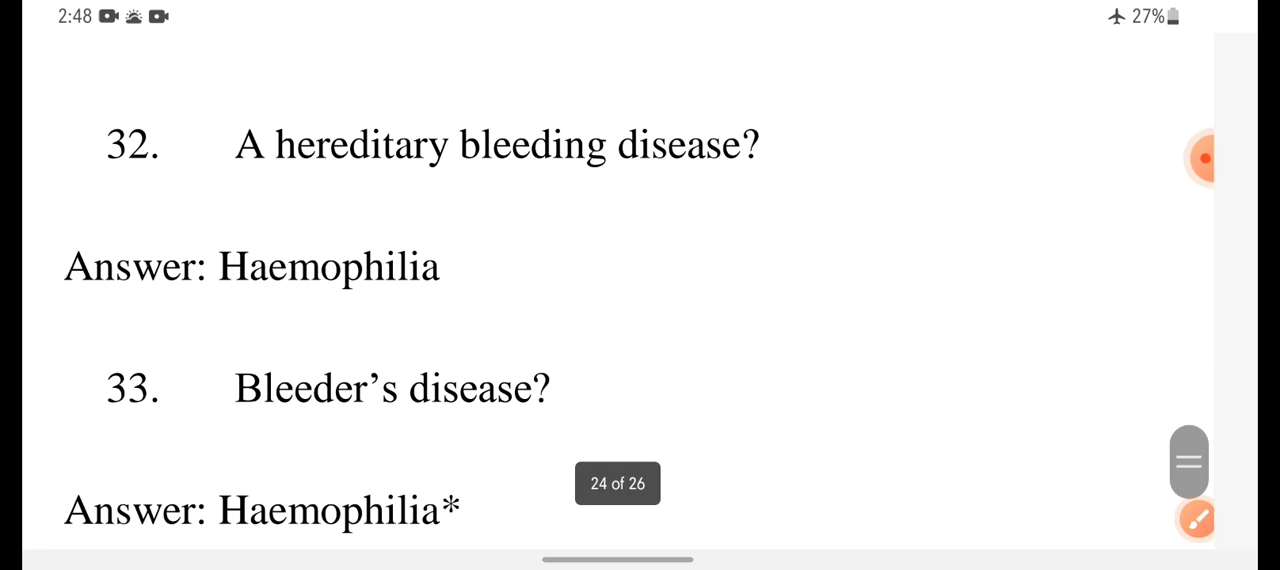 2:48 27%
32. A hereditary bleeding disease?
Answer: Haemophilia
33. Bleeder’s disease?
24 of 26
Answer: Haemophilia*